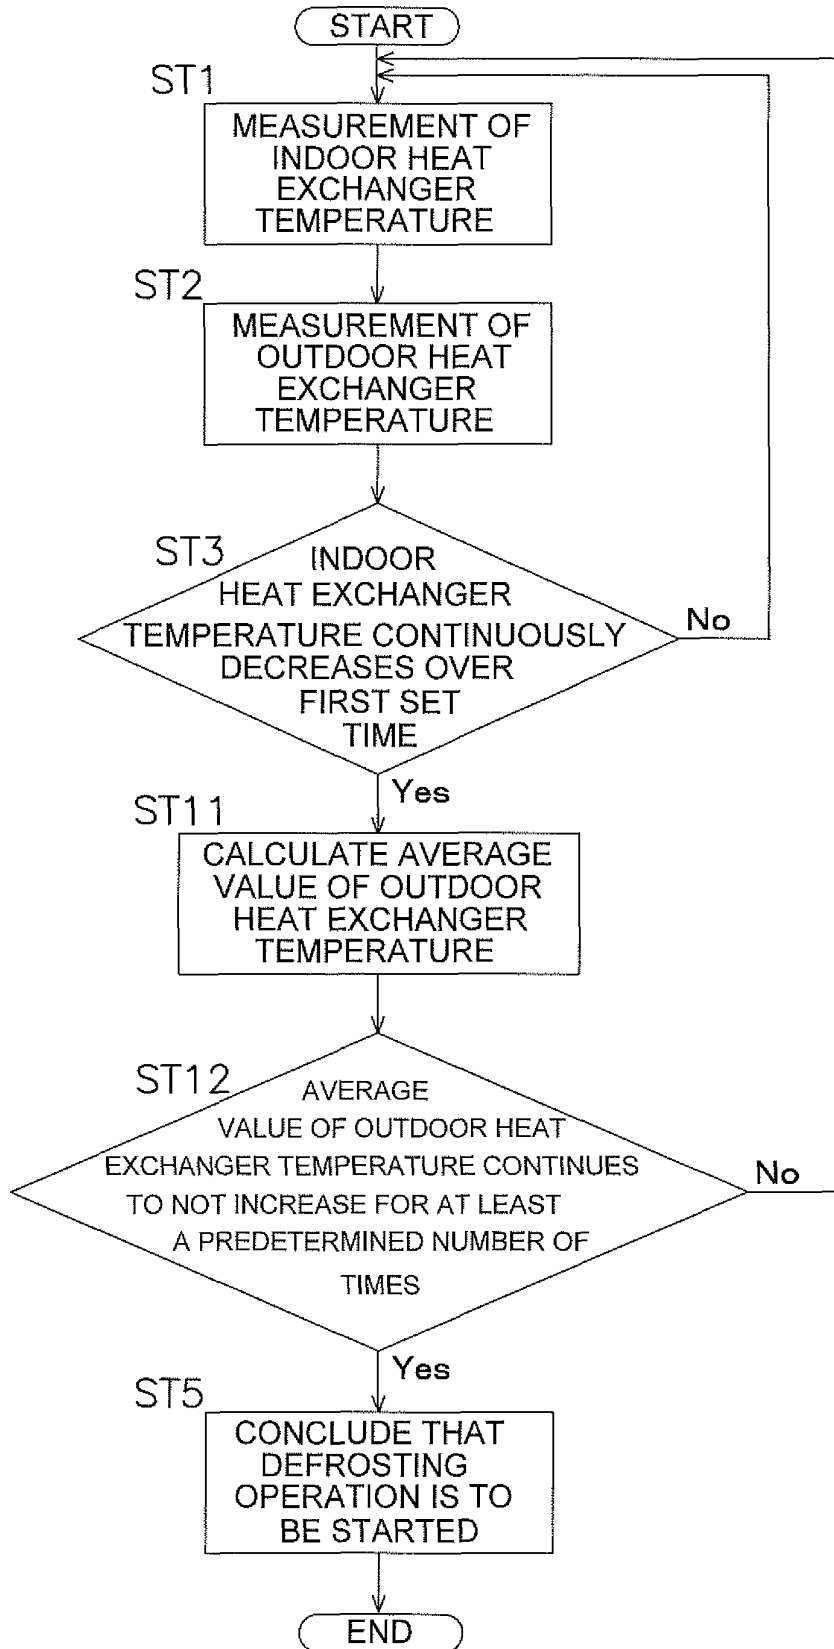 START
ST1
MEASUREMENT OF
INDOOR HEAT
EXCHANGER
TEMPERATURE
ST2
MEASUREMENT OF
OUTDOOR HEAT
EXCHANGER
TEMPERATURE
ST3
INDOOR
HEAT EXCHANGER
TEMPERATURE CONTINUOUSLY
DECREASES OVER
FIRST SET
TIME
No
Yes
ST11
CALCULATE AVERAGE
VALUE OF OUTDOOR
HEAT EXCHANGER
TEMPERATURE
ST12
AVERAGE
VALUE OF OUTDOOR HEAT
EXCHANGER TEMPERATURE CONTINUES
TO NOT INCREASE FOR AT LEAST
A PREDETERMINED NUMBER OF
TIMES
No
Yes
ST5
CONCLUDE THAT
DEFROSTING
OPERATION IS TO
BE STARTED
END